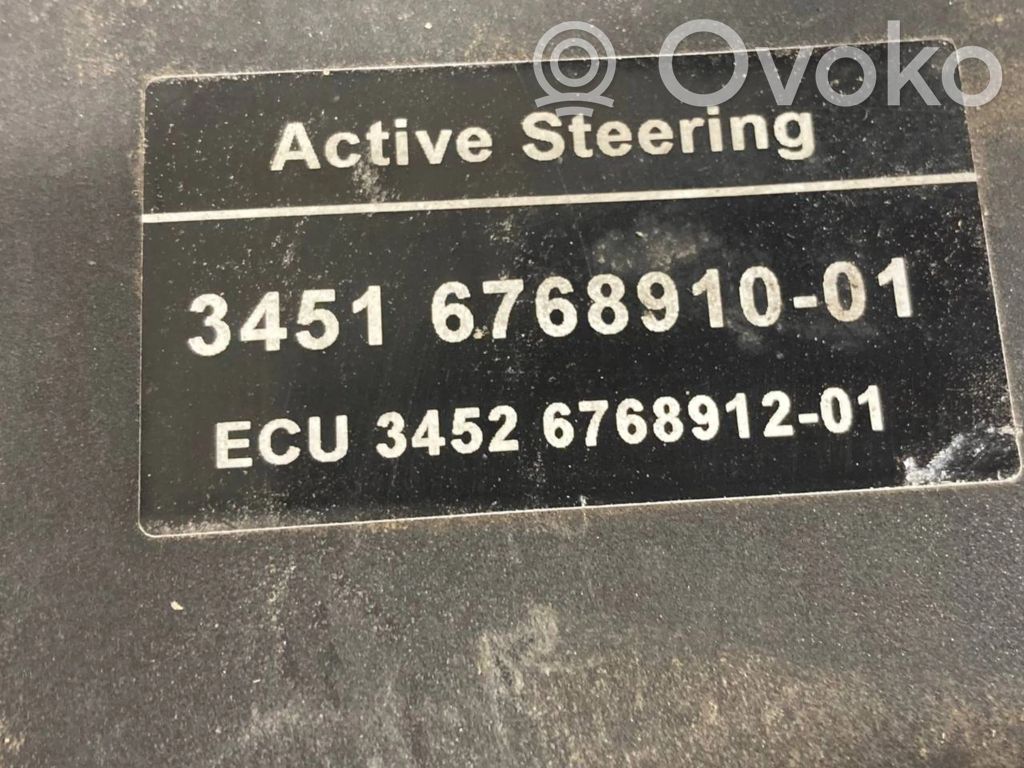 Ovoko
Active Steering
3451 6768910-01
ECU 3452 6768912-01